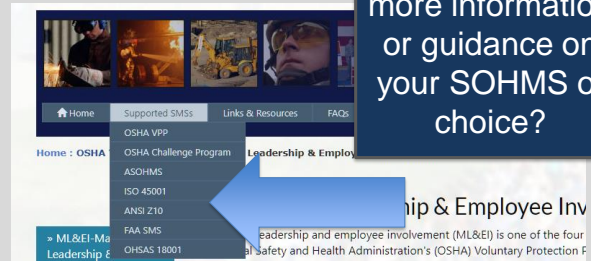 more informatio
or guidance on
your SOHMS o
choice?
Home Supported SMSs Links & Resources FAQs
OSHA VPP
OSHA Challenge Program
ASOHMS
ISO 45001
ANSI Z10
FAA SMS
OHSAS 18001
Home : OSHA Leadership & Employ
ip & Employee Inv
» ML&EI-Ma
Leadership &
eadership and employee involvement (ML&EI) is one of the four
al Safety and Health Administration's (OSHA) Voluntary Protection P